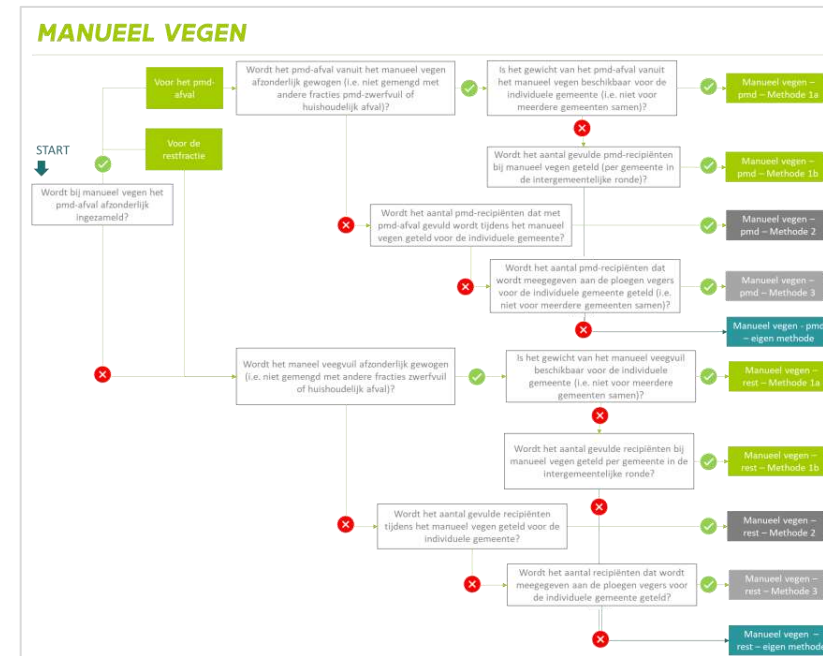 MANUEEL VEGEN
Voor het pmd-
afval
Wordt het pmd-afval vanuit het manueel vegen
afzonderlijk gewogen (i.e. niet gemengd met
andere fracties pmd-zwerfvuil of
huishoudelijk afval)?
Is het gewicht van het pmd-afval vanuit
het manueel vegen beschikbaar voor de
individuele gemeente (i.e. niet voor
meerdere gemeenten samen)?
Manueel vegen –
pmd – Methode 1a
Voor de
restfractie
START
Wordt bij manueel vegen het
pmd-afval afzonderlijk
ingezameld?
Wordt het aantal gevulde pmd-recipiënten
bij manueel vegen geteld (per gemeente in
de intergemeentelijke ronde)?
Manueel vegen –
pmd – Methode 1b
Wordt het aantal pmd-recipiënten dat met
pmd-afval gevuld wordt tijdens het manueel
vegen geteld voor de individuele gemeente?
Manueel vegen –
pmd – Methode 2
Wordt het aantal pmd-recipiënten dat
wordt meegegeven aan de ploegen vegers
voor de individuele gemeente geteld (i.e.
niet voor meerdere gemeenten samen)?
Manueel vegen –
pmd – Methode 3
Manueel vegen - pmd
– eigen methode
Wordt het maneel veegvuil afzonderlijk gewogen
(i.e. niet gemengd met andere fracties zwerfvuil
of huishoudelijk afval)?
Is het gewicht van het manueel veegvuil
beschikbaar voor de individuele
gemeente (i.e. niet voor meerdere
gemeenten samen)?
Manueel vegen –
rest – Methode 1a
Wordt het aantal gevulde recipiënten bij
manueel vegen geteld per gemeente in de
intergemeentelijke ronde?
Manueel vegen –
rest – Methode 1b
Wordt het aantal gevulde recipiënten
tijdens het manueel vegen geteld voor de
individuele gemeente?
Manueel vegen –
rest – Methode 2
Wordt het aantal recipiënten dat wordt
meegegeven aan de ploegen vegers voor
de individuele gemeente geteld?
Manueel vegen –
rest – Methode 3
Manueel vegen –
rest – eigen methode